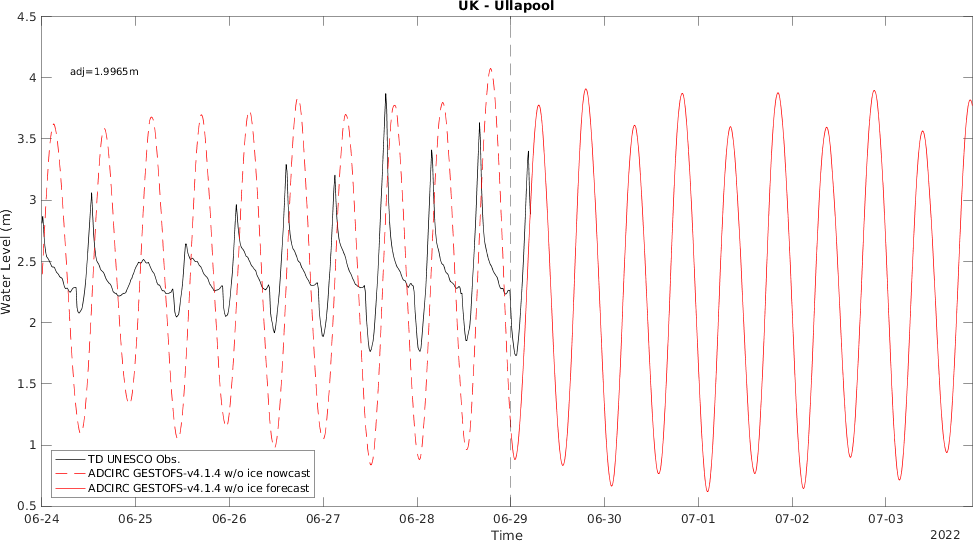 UK - Ullapool
adj=1.9965m
Water Level (m)
4.5
4
3.5
3
2.5
2
1.5
1
0.5
TD UNESCO Obs.
ADCIRC GESTOFS-v4.1.4 w/o ice nowcast
ADCIRC GESTOFS-v4.1.4 w/o ice forecast
06-24 06-25 06-26 06-27 06-28 06-29 06-30 07-01 07-02 07-03
Time
2022